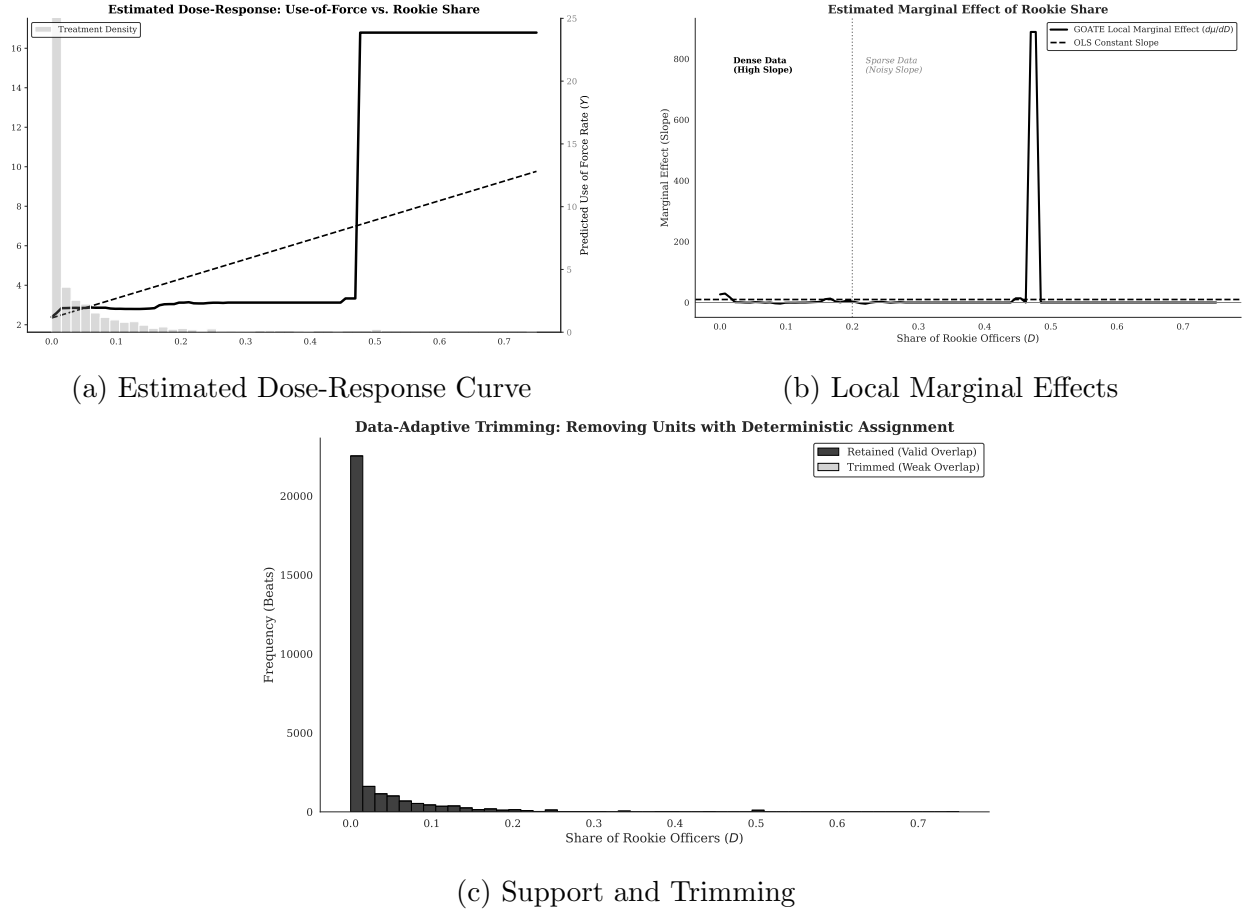 Estimated Dose-Response: Use-of-Force vs. Rookie Share
Treatment Density
16
14
12
10
8
6
4
2
25
20
15
10
5
0
Predicted Use of Force Rate (Y)
0.0 0.1 0.2 0.3 0.4 0.5 0.6 0.7
(a) Estimated Dose-Response Curve
Estimated Marginal Effect of Rookie Share
GOATE Local Marginal Effect (dμ/dD)
OLS Constant Slope
Dense Data
(High Slope)
Sparse Data
(Noisy Slope)
Marginal Effect (Slope)
800
600
400
200
0
0.0 0.1 0.2 0.3 0.4 0.5 0.6 0.7
Share of Rookie Officers (D)
(b) Local Marginal Effects
Data-Adaptive Trimming: Removing Units with Deterministic Assignment
Retained (Valid Overlap)
Trimmed (Weak Overlap)
Frequency (Beats)
20000
15000
10000
5000
0
0.0 0.1 0.2 0.3 0.4 0.5 0.6 0.7
Share of Rookie Officers (D)
(c) Support and Trimming